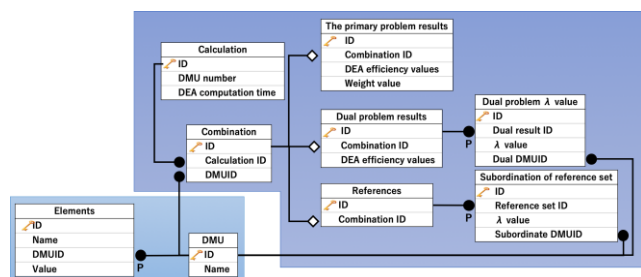 The primary problem results
ID
Combination ID
DEA efficiency values
Weight value
Calculation
ID
DMU number
DEA computation time
Dual problem results
ID
Combination ID
DEA efficiency values
Dual problem λ value
ID
Dual result ID
λ value
Dual DMUID
P
Combination
ID
Calculation ID
DMUID
References
ID
Combination ID
Subordination of reference set
ID
Reference set ID
λ value
Subordinate DMUID
P
Elements
ID
Name
DMUID
Value
P
DMU
ID
Name